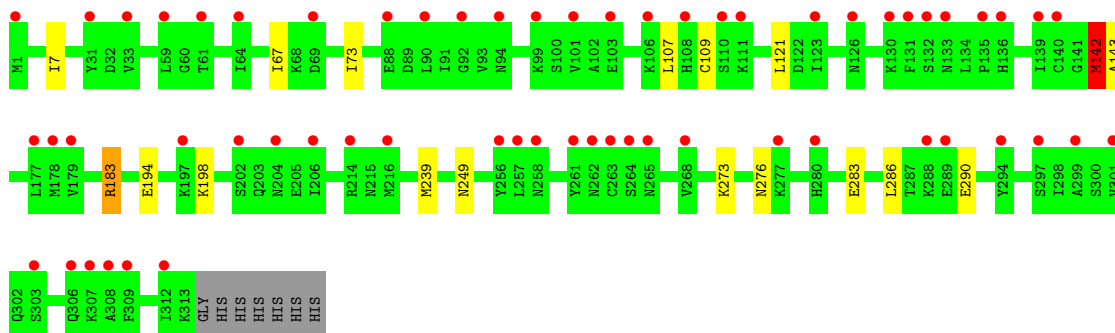 M1 I7 Y31 D32 V33 L59 G60 T61 I64 I67 K68 D69 I73 E88 D89 L90 I91 G92 V93 N94 K99 S100 V101 A102 E103 K106 L107 H108 C109 S110 K111 L121 D122 I123 N126 K130 F131 S132 N133 L134 P135 H136 I139 C140 G141 M142 A143
L177 M178 V179 R183 E194 K197 K198 S202 Q203 N204 E205 I206 R214 N215 M216 M239 N249 Y256 L257 N258 Y261 N262 C263 S264 N265 V268 K273 N276 K277 H280 E283 L286 T287 K288 E289 E290 Y294 S297 I298 A299 S300 V301
Q302 S303 Q306 K307 A308 F309 I312 K313 GLY HIS HIS HIS HIS HIS HIS